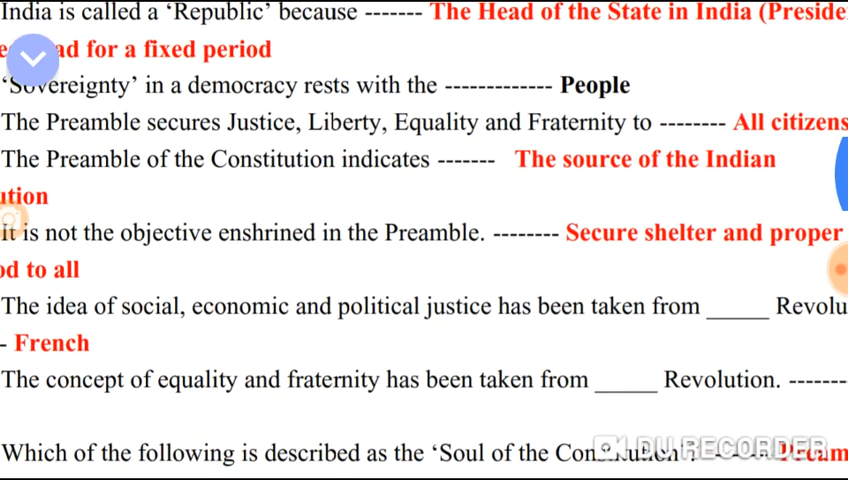 India is called a ‘Republic’ because ------- The Head of the State in India (Preside
ad for a fixed period
‘Sovereignty’ in a democracy rests with the ------------- People
The Preamble secures Justice, Liberty, Equality and Fraternity to -------- All citizens
The Preamble of the Constitution indicates ------- The source of the Indian
ution
It is not the objective enshrined in the Preamble. -------- Secure shelter and proper
od to all
The idea of social, economic and political justice has been taken from ______ Revolu
- French
The concept of equality and fraternity has been taken from ______ Revolution. -------
Which of the following is described as the ‘Soul of the Constitution’? ------- Pream
DU RECORDER